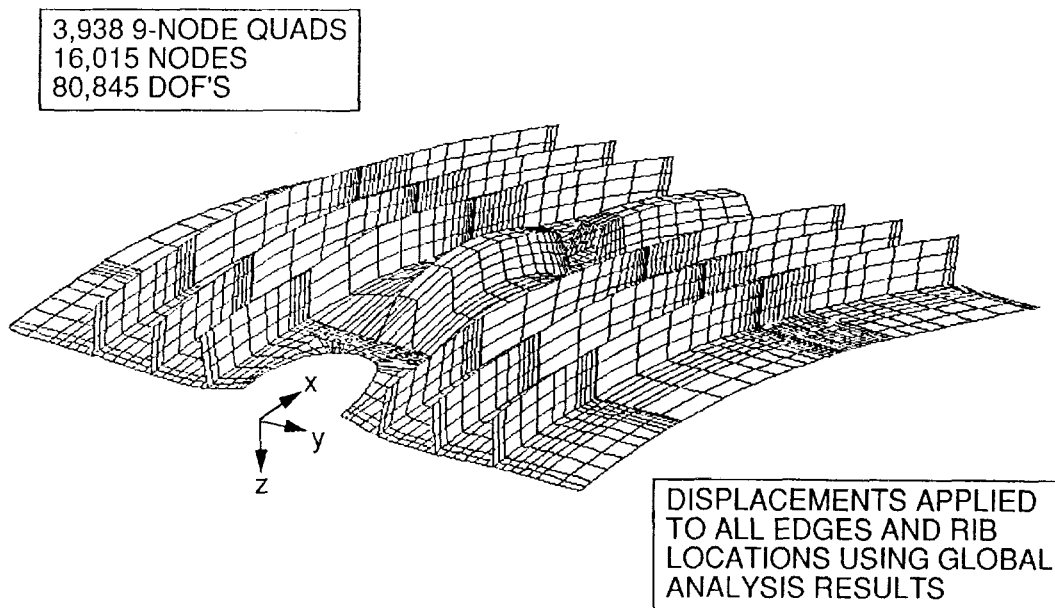 3,938 9-NODE QUADS
16,015 NODES
80,845 DOF'S
x
y
z
DISPLACEMENTS APPLIED
TO ALL EDGES AND RIB
LOCATIONS USING GLOBAL
ANALYSIS RESULTS